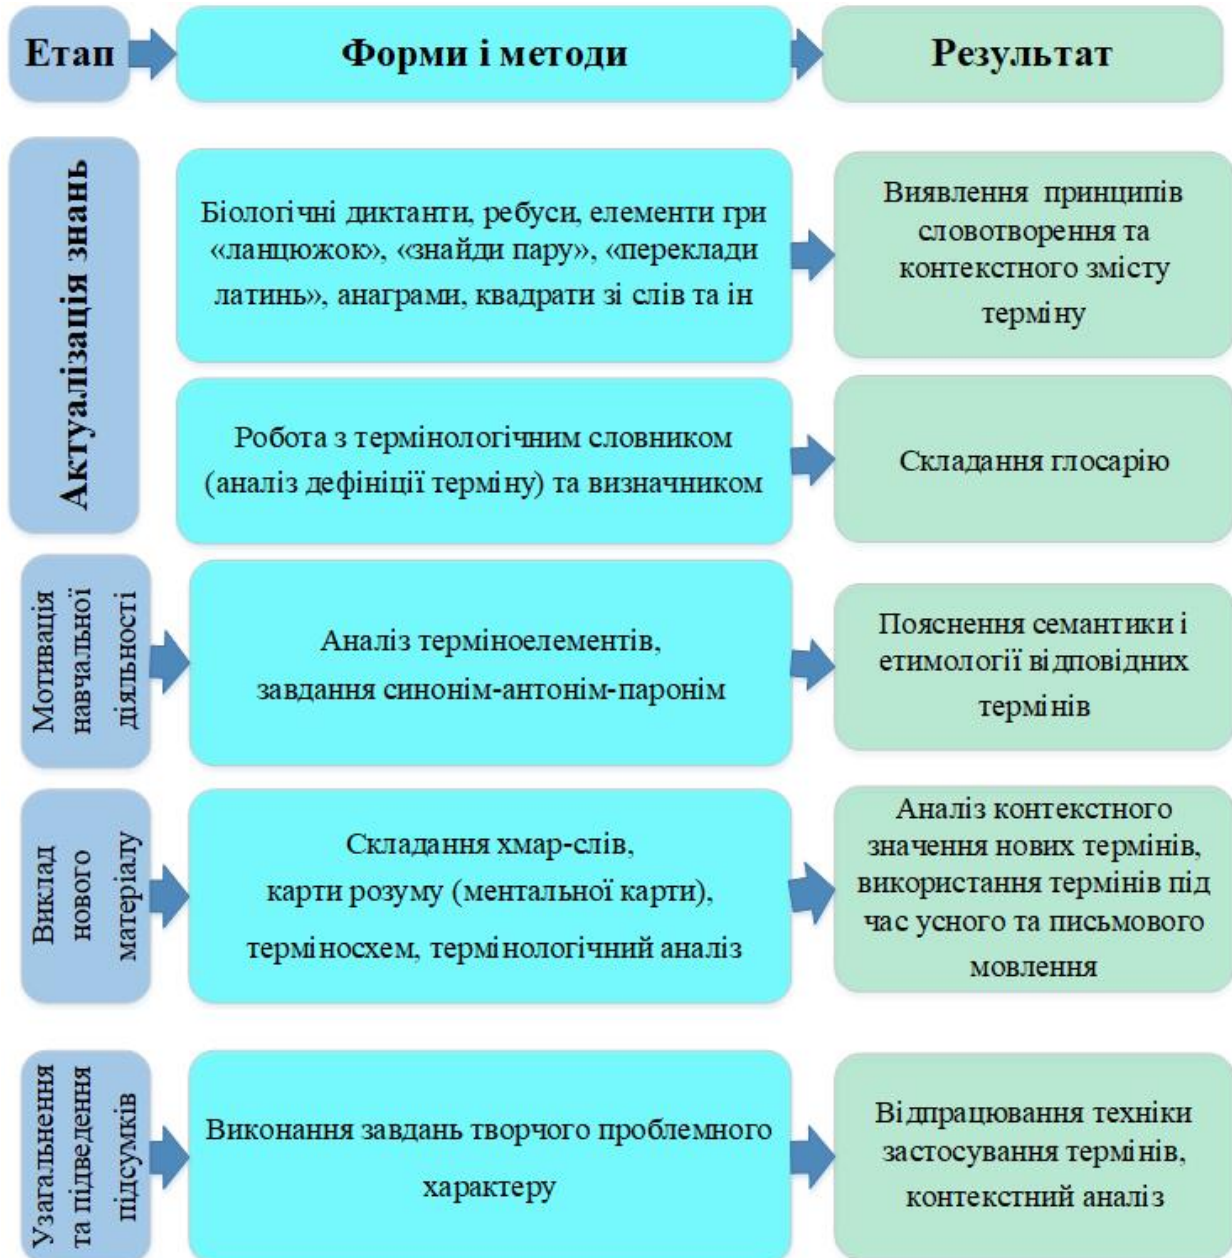 Етап
Форми і методи
Результат
Актуалізація знань
Біологічні диктанти, ребуси, елементи гри
«ланцюжок», «знайди пару», «переклади
латинь», анаграми, квадрати зі слів та ін
Виявлення принципів
словотворення та
контекстного змісту
терміну
Робота з термінологічним словником
(аналіз дефініції терміну) та визначником
Складання глосарію
Мотивація
навчальної
діяльності
Аналіз терміноелементів,
завдання синонім-антонім-паронім
Пояснення семантики і
етимології відповідних
термінів
Виклад
нового
матеріалу
Складання хмар-слів,
карти розуму (ментальної карти),
терміносхем, термінологічний аналіз
Аналіз контекстного
значення нових термінів,
використання термінів під
час усного та письмового
мовлення
Узагальнення
та підведення
підсумків
Виконання завдань творчого проблемного
характеру
Відпрацювання техніки
застосування термінів,
контекстний аналіз